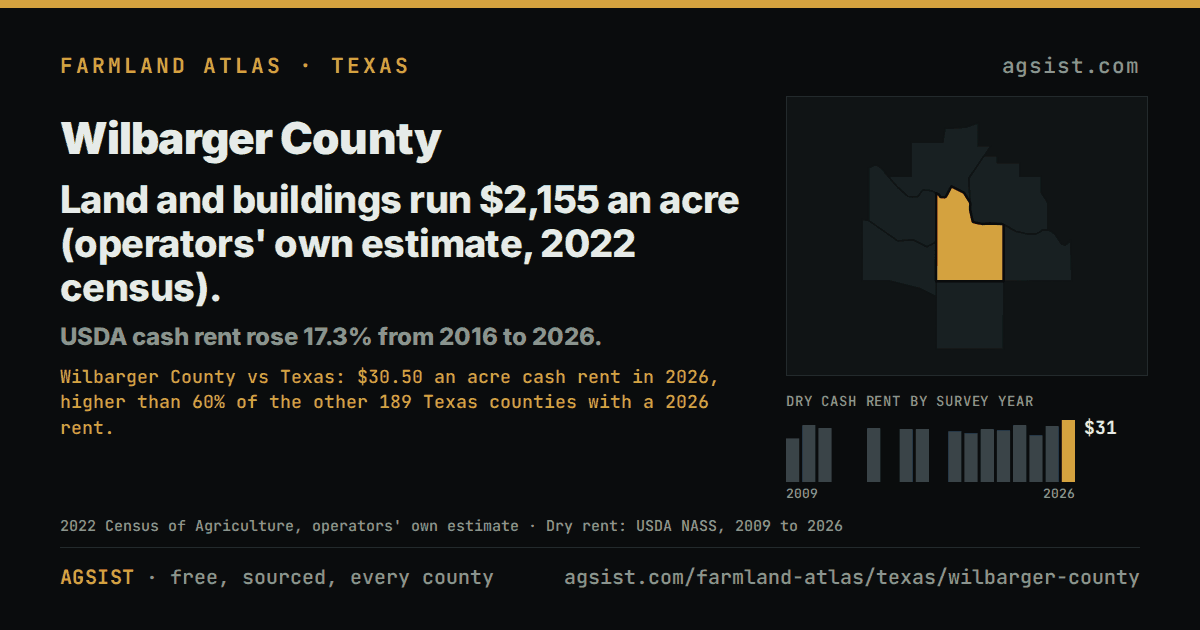 FARMLAND ATLAS · TEXAS
agsist.com
Wilbarger County
Land and buildings run $2,155 an acre
(operators' own estimate, 2022
census).
USDA cash rent rose 17.3% from 2016 to 2026.
Wilbarger County vs Texas: $30.50 an acre cash rent in 2026,
higher than 60% of the other 189 Texas counties with a 2026
rent.
DRY CASH RENT BY SURVEY YEAR
$31
2009
2026
2022 Census of Agriculture, operators' own estimate · Dry rent: USDA NASS, 2009 to 2026
AGSIST · free, sourced, every county
agsist.com/farmland-atlas/texas/wilbarger-county